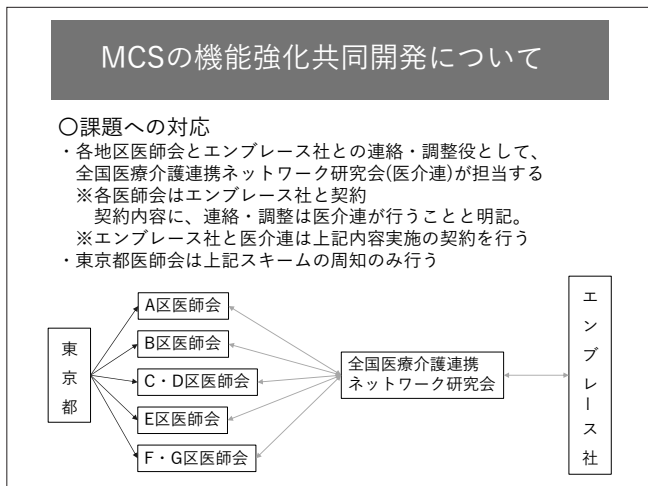 MCSの機能強化共同開発について
〇課題への対応
・各地区医師会とエンブレース社との連絡・調整役として、
全国医療介護連携ネットワーク研究会(医介連)が担当する
※各医師会はエンブレース社と契約
契約内容に、連絡・調整は医介連が行うことと明記。
※エンブレース社と医介連は上記内容実施の契約を行う
・東京都医師会は上記スキームの周知のみ行う
東京都
A区医師会
B区医師会
C・D区医師会
E区医師会
F・G区医師会
全国医療介護連携
ネットワーク研究会
エンブレース社